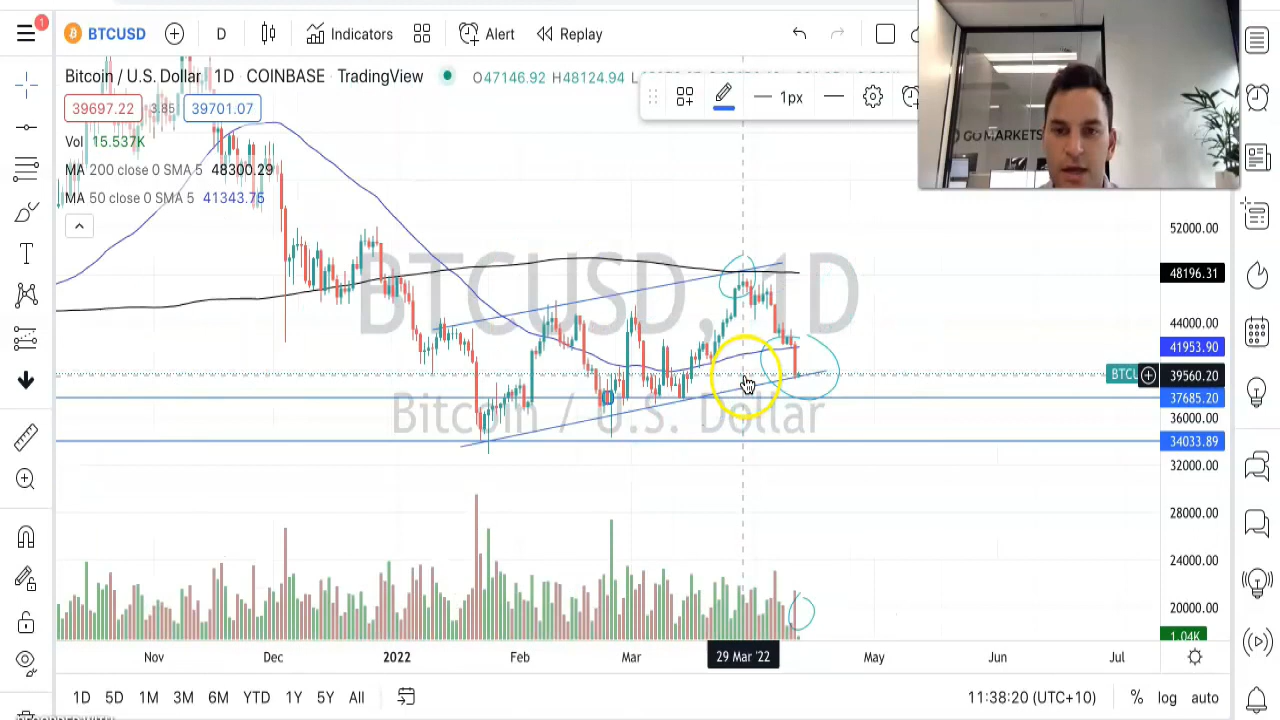 1
BTCUSD
D
Indicators
Alert
Replay
Bitcoin / U.S. Dollar, 1D · COINBASE · TradingView
O47146.92 H48124.94 L
39697.22 3.85 39701.07
1px
Vol 15.537K
MA 200 close 0 SMA 5 48300.29
MA 50 close 0 SMA 5 41343.75
GO MARKETS
BTCUSD, 1D
Bitcoin / U.S. Dollar
52000.00
48196.31
44000.00
41953.90
BTCU
39560.20
37685.20
36000.00
34033.89
32000.00
28000.00
24000.00
20000.00
1.04K
Nov Dec 2022 Feb Mar 29 Mar '22 May Jun Jul
1D 5D 1M 3M 6M YTD 1Y 5Y All
11:38:20 (UTC+10) % log auto